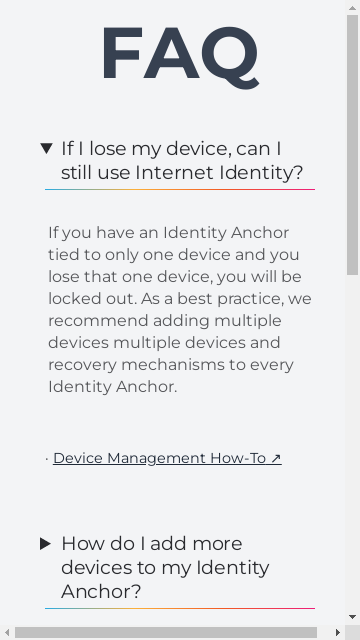 FAQ
If I lose my device, can I
still use Internet Identity?
If you have an Identity Anchor
tied to only one device and you
lose that one device, you will be
locked out. As a best practice, we
recommend adding multiple
devices multiple devices and
recovery mechanisms to every
Identity Anchor.
· Device Management How-To ↗
How do I add more
devices to my Identity
Anchor?